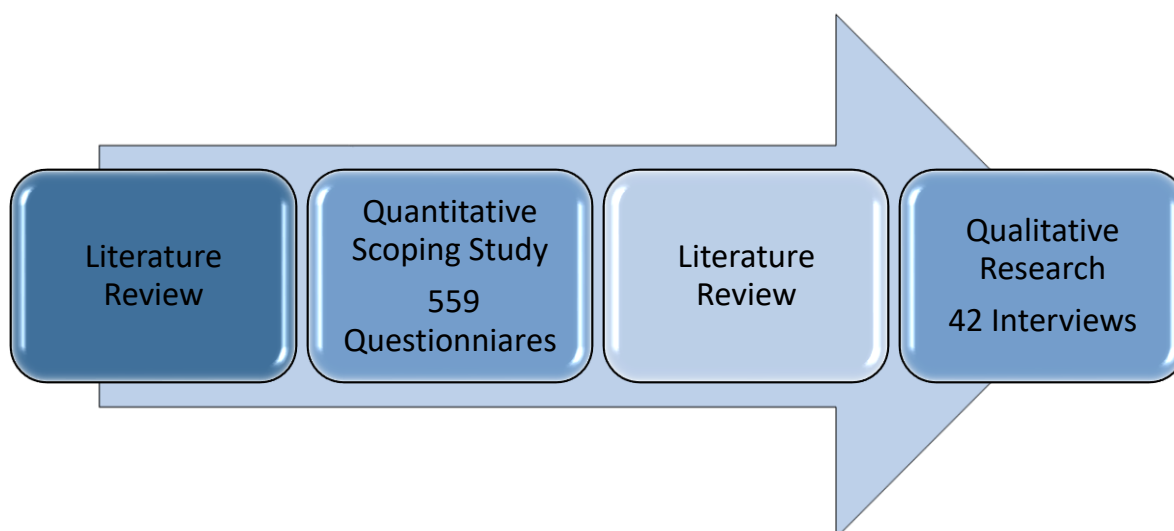 Literature
Review
Quantitative
Scoping Study
559
Questionniares
Literature
Review
Qualitative
Research
42 Interviews